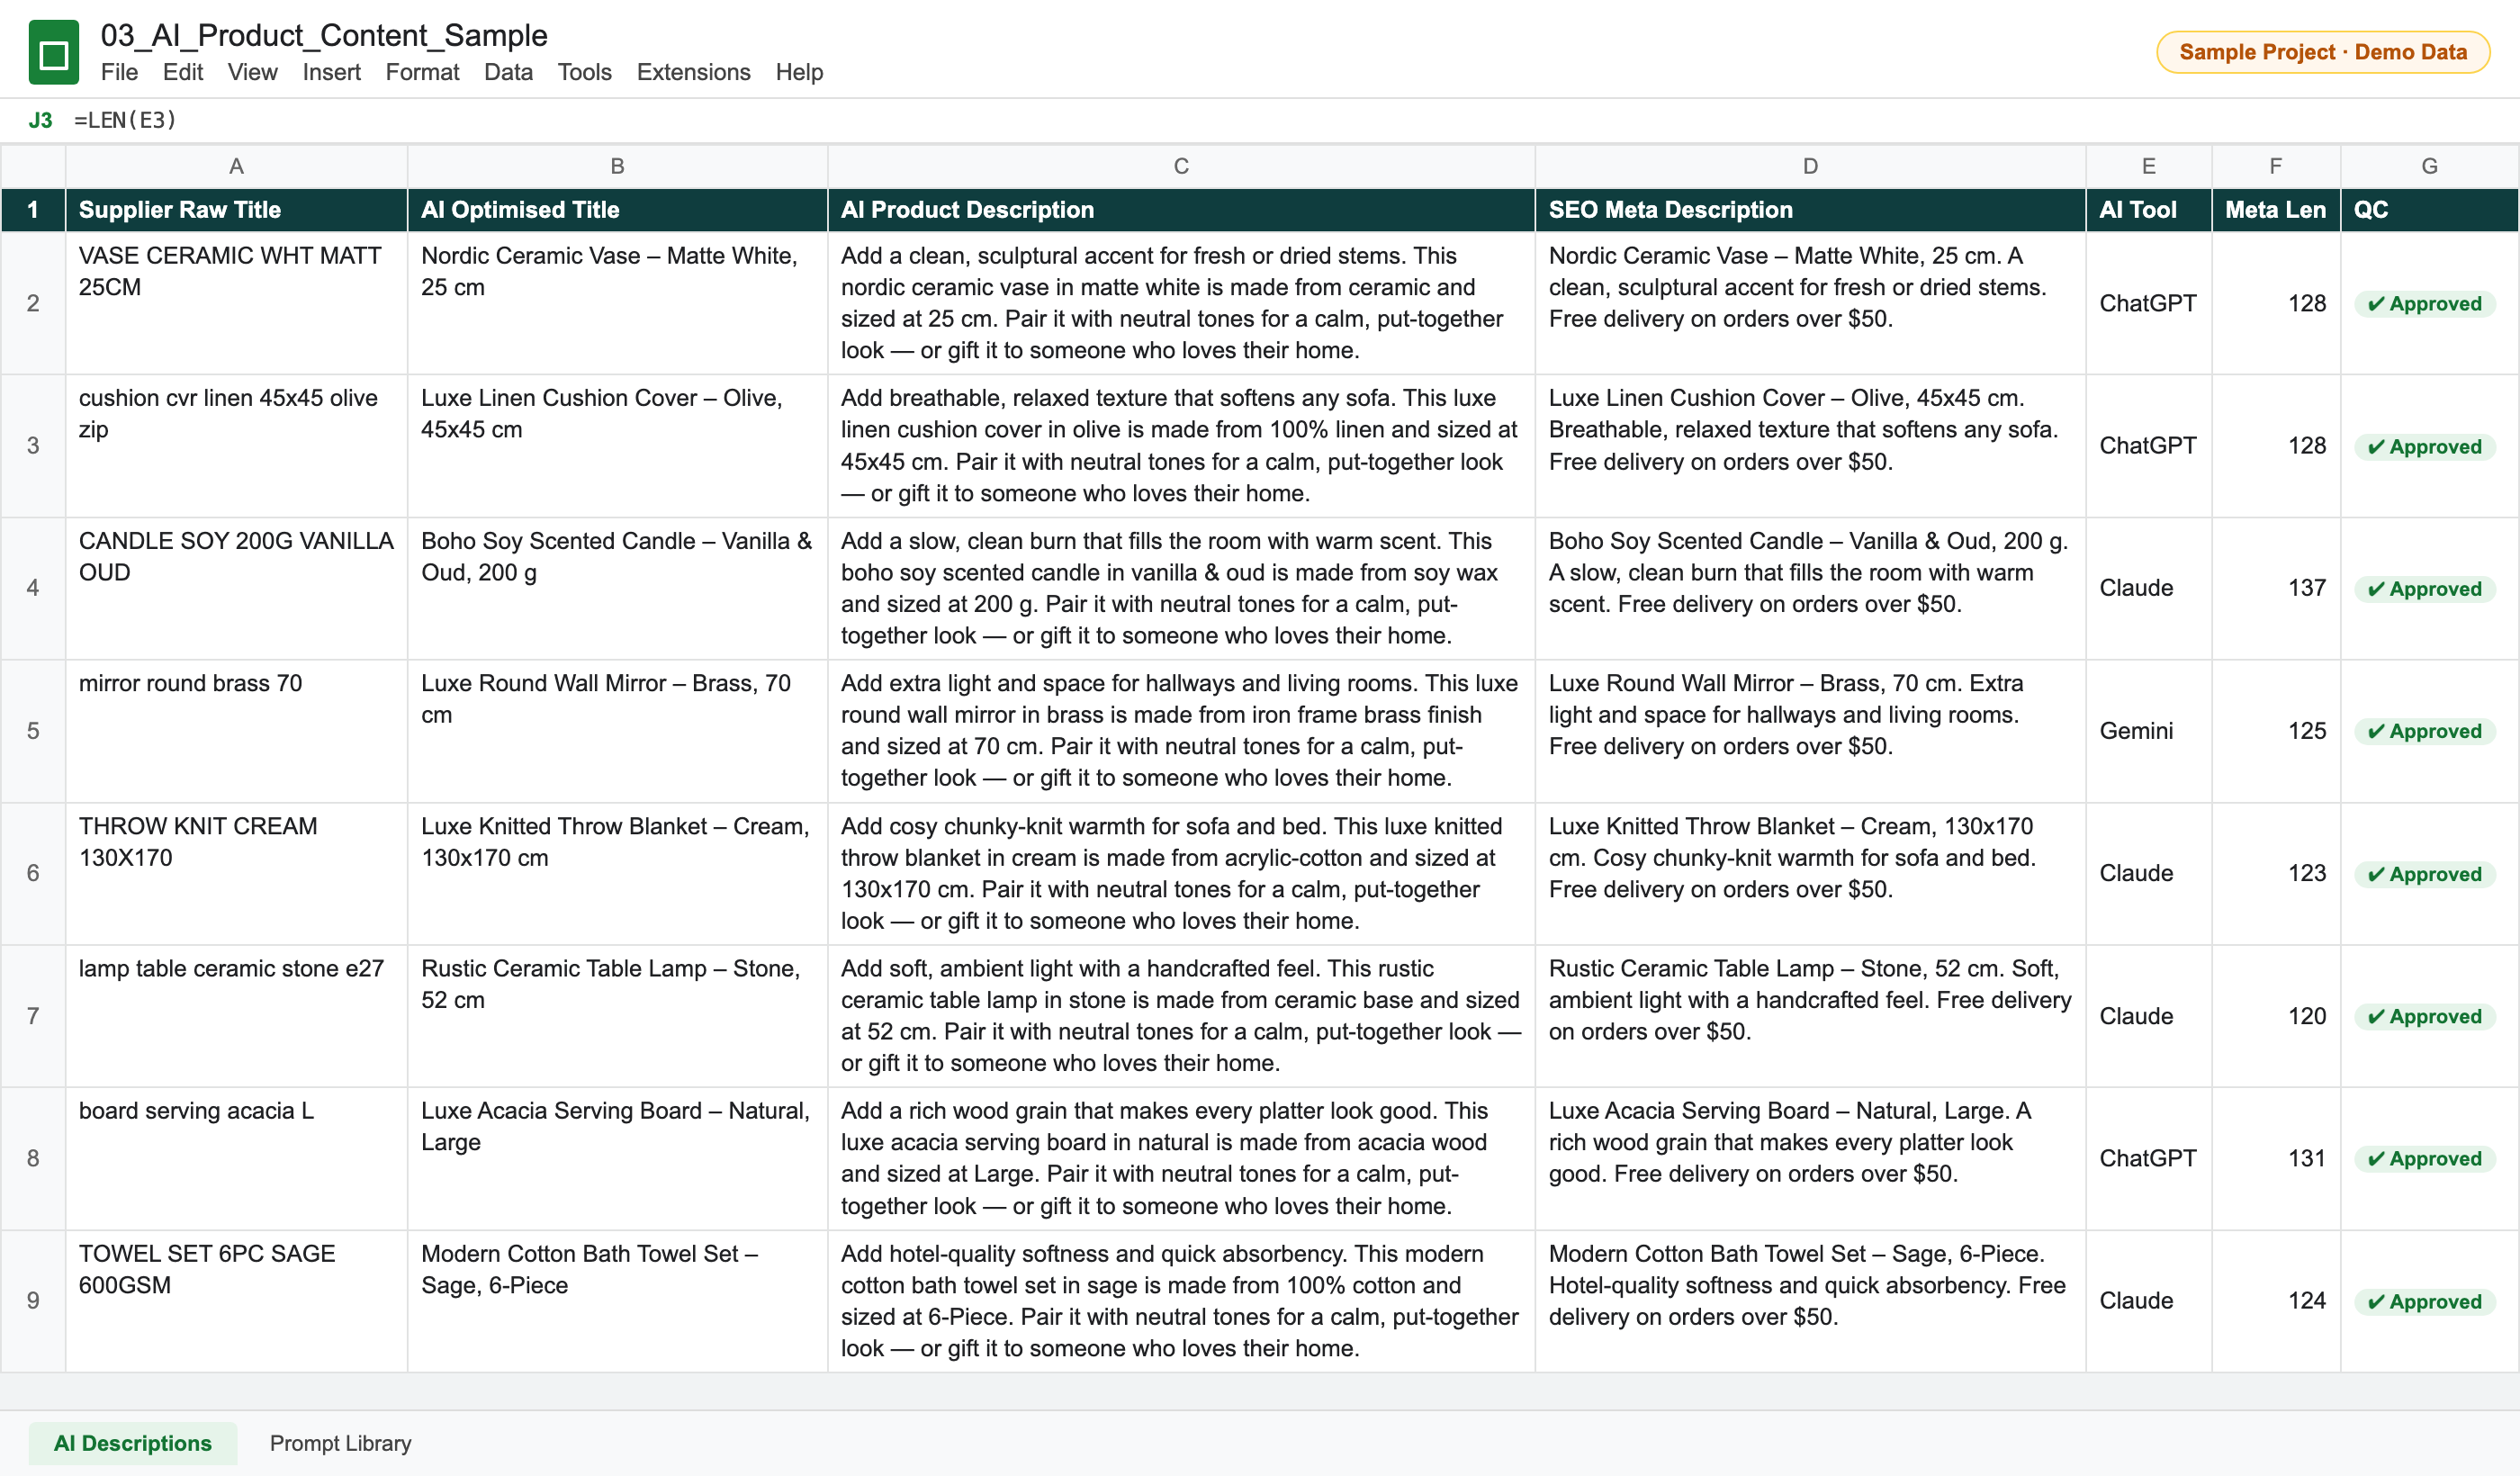 03_AI_Product_Content_Sample
File Edit View Insert Format Data Tools Extensions Help
Sample Project · Demo Data
J3 =LEN(E3)
A B C D E F G
1 Supplier Raw Title AI Optimised Title AI Product Description SEO Meta Description AI Tool Meta Len QC
2
VASE CERAMIC WHT MATT
25CM
Nordic Ceramic Vase – Matte White,
25 cm
Add a clean, sculptural accent for fresh or dried stems. This
nordic ceramic vase in matte white is made from ceramic and
sized at 25 cm. Pair it with neutral tones for a calm, put-together
look — or gift it to someone who loves their home.
Nordic Ceramic Vase – Matte White, 25 cm. A
clean, sculptural accent for fresh or dried stems.
Free delivery on orders over $50.
ChatGPT
128
✔ Approved
3
cushion cvr linen 45x45 olive
zip
Luxe Linen Cushion Cover – Olive,
45x45 cm
Add breathable, relaxed texture that softens any sofa. This luxe
linen cushion cover in olive is made from 100% linen and sized at
45x45 cm. Pair it with neutral tones for a calm, put-together look
— or gift it to someone who loves their home.
Luxe Linen Cushion Cover – Olive, 45x45 cm.
Breathable, relaxed texture that softens any sofa.
Free delivery on orders over $50.
ChatGPT
128
✔ Approved
4
CANDLE SOY 200G VANILLA
OUD
Boho Soy Scented Candle – Vanilla &
Oud, 200 g
Add a slow, clean burn that fills the room with warm scent. This
boho soy scented candle in vanilla & oud is made from soy wax
and sized at 200 g. Pair it with neutral tones for a calm, put-
together look — or gift it to someone who loves their home.
Boho Soy Scented Candle – Vanilla & Oud, 200 g.
A slow, clean burn that fills the room with warm
scent. Free delivery on orders over $50.
Claude
137
✔ Approved
5
mirror round brass 70
Luxe Round Wall Mirror – Brass, 70
cm
Add extra light and space for hallways and living rooms. This luxe
round wall mirror in brass is made from iron frame brass finish
and sized at 70 cm. Pair it with neutral tones for a calm, put-
together look — or gift it to someone who loves their home.
Luxe Round Wall Mirror – Brass, 70 cm. Extra
light and space for hallways and living rooms.
Free delivery on orders over $50.
Gemini
125
✔ Approved
6
THROW KNIT CREAM
130X170
Luxe Knitted Throw Blanket – Cream,
130x170 cm
Add cosy chunky-knit warmth for sofa and bed. This luxe knitted
throw blanket in cream is made from acrylic-cotton and sized at
130x170 cm. Pair it with neutral tones for a calm, put-together
look — or gift it to someone who loves their home.
Luxe Knitted Throw Blanket – Cream, 130x170
cm. Cosy chunky-knit warmth for sofa and bed.
Free delivery on orders over $50.
Claude
123
✔ Approved
7
lamp table ceramic stone e27
Rustic Ceramic Table Lamp – Stone,
52 cm
Add soft, ambient light with a handcrafted feel. This rustic
ceramic table lamp in stone is made from ceramic base and sized
at 52 cm. Pair it with neutral tones for a calm, put-together look —
or gift it to someone who loves their home.
Rustic Ceramic Table Lamp – Stone, 52 cm. Soft,
ambient light with a handcrafted feel. Free delivery
on orders over $50.
Claude
120
✔ Approved
8
board serving acacia L
Luxe Acacia Serving Board – Natural,
Large
Add a rich wood grain that makes every platter look good. This
luxe acacia serving board in natural is made from acacia wood
and sized at Large. Pair it with neutral tones for a calm, put-
together look — or gift it to someone who loves their home.
Luxe Acacia Serving Board – Natural, Large. A
rich wood grain that makes every platter look
good. Free delivery on orders over $50.
ChatGPT
131
✔ Approved
9
TOWEL SET 6PC SAGE
600GSM
Modern Cotton Bath Towel Set –
Sage, 6-Piece
Add hotel-quality softness and quick absorbency. This modern
cotton bath towel set in sage is made from 100% cotton and
sized at 6-Piece. Pair it with neutral tones for a calm, put-together
look — or gift it to someone who loves their home.
Modern Cotton Bath Towel Set – Sage, 6-Piece.
Hotel-quality softness and quick absorbency. Free
delivery on orders over $50.
Claude
124
✔ Approved
AI Descriptions Prompt Library